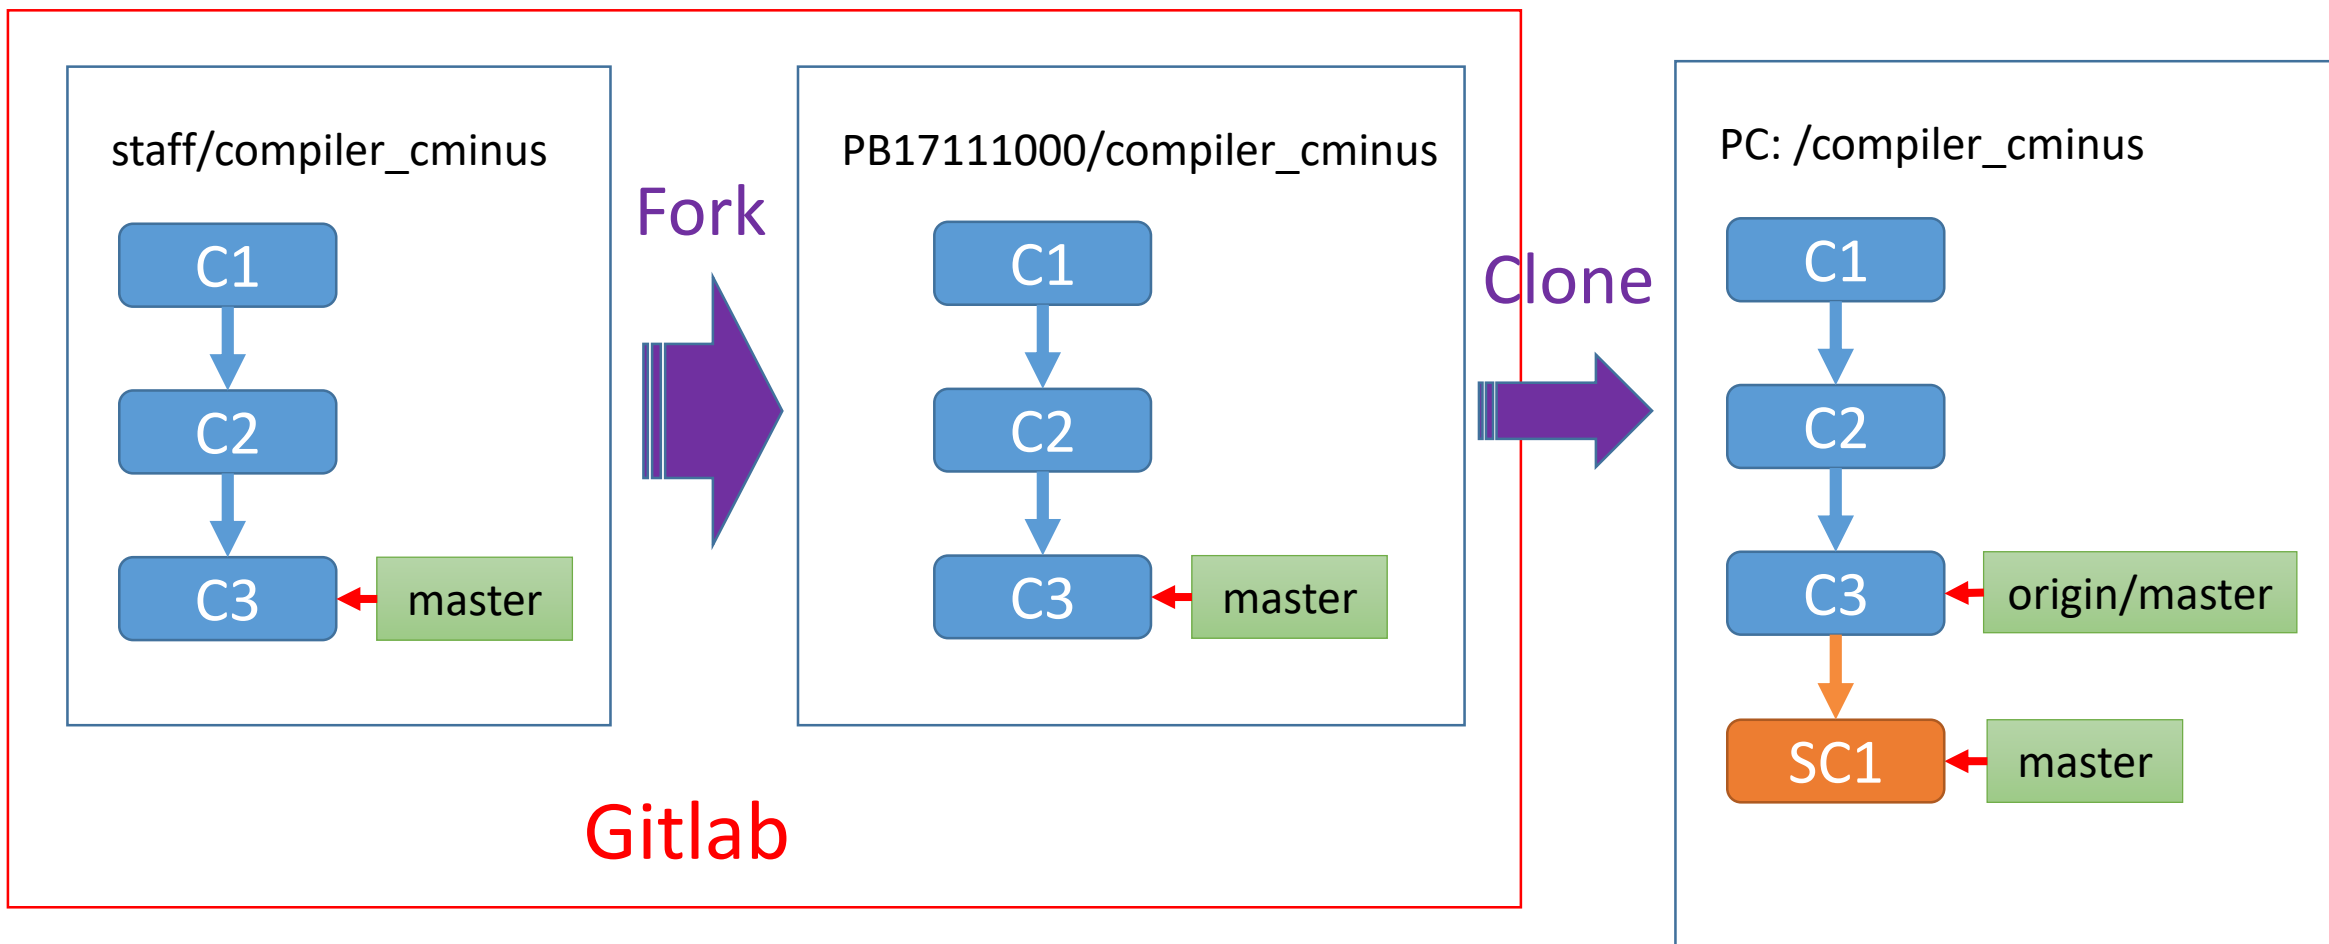 staff/compiler_cminus
C1
C2
C3
master
Fork
PB17111000/compiler_cminus
C1
C2
C3
master
Gitlab
Clone
PC: /compiler_cminus
C1
C2
C3
origin/master
SC1
master